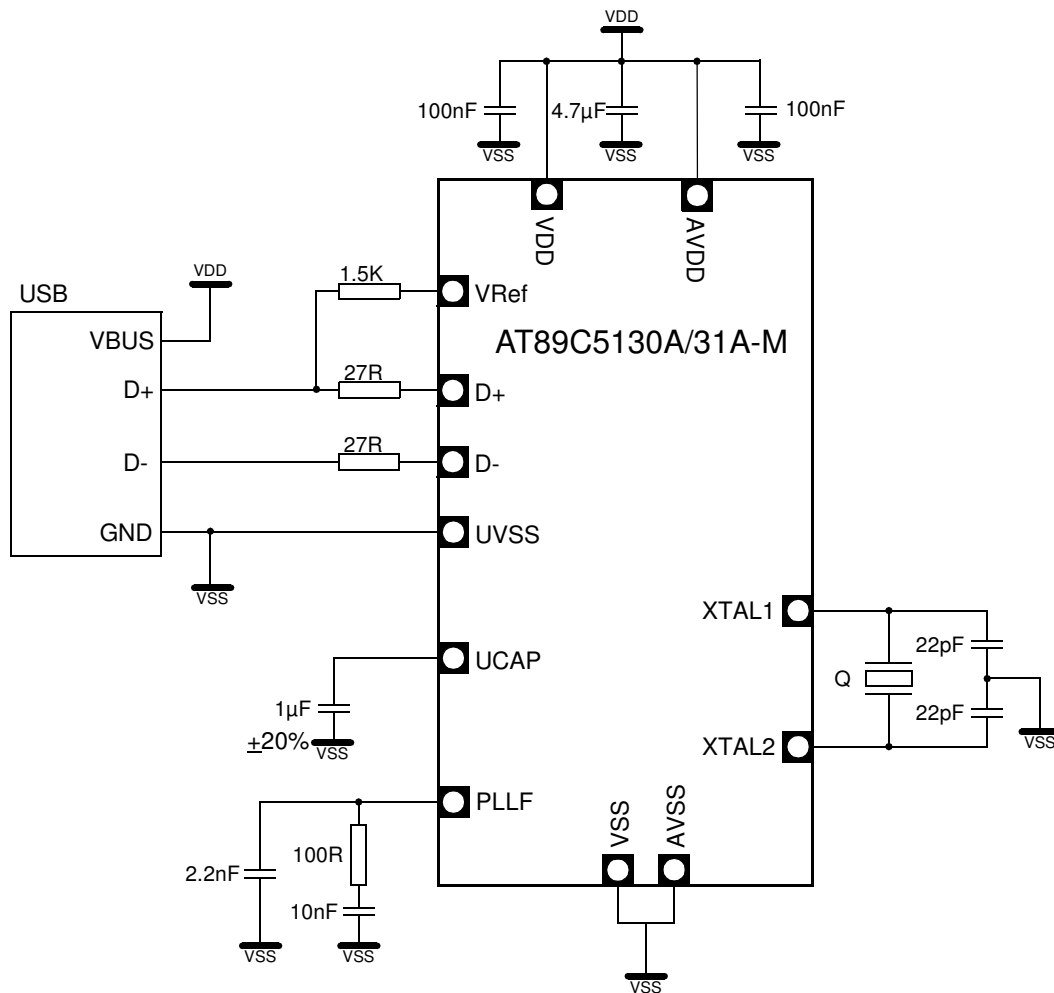 VDD
100nF
4.7µF
100nF
VSS
VSS
VSS
VDD
AVDD
USB
VDD
1.5K
VRef
VBUS
AT89C5130A/31A-M
D+
27R
D+
D-
27R
D-
GND
UVSS
VSS
XTAL1
22pF
UCAP
Q
1µF
22pF
±20%
VSS
XTAL2
VSS
PLLF
VSS
AVSS
100R
2.2nF
10nF
VSS
VSS
VSS